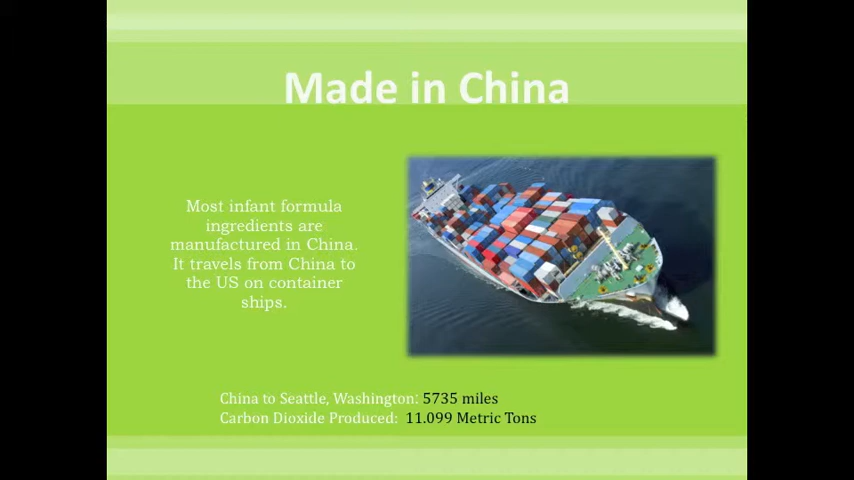 Made in China
Most infant formula
ingredients are
manufactured in China.
It travels from China to
the US on container
ships.
China to Seattle, Washington: 5735 miles
Carbon Dioxide Produced: 11.099 Metric Tons